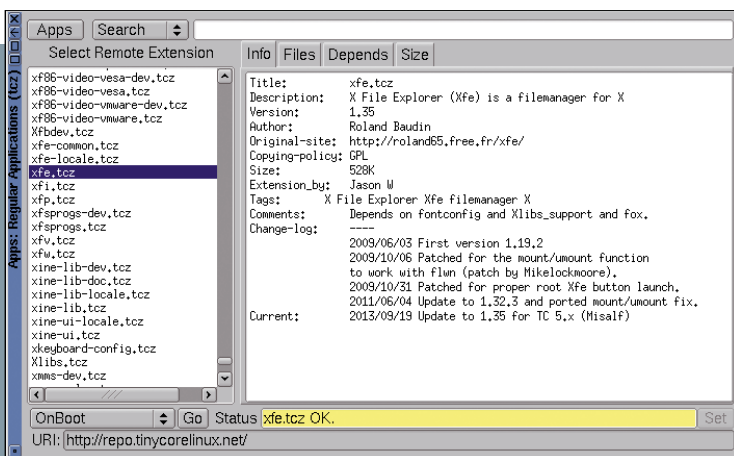 Apps: Regular Applications (tcz)
Apps
Search
Select Remote Extension
Info Files Depends Size
xf86-video-vesa-dev.tcz
xf86-video-vesa.tcz
xf86-video-vmware-dev.tcz
xf86-video-vmware.tcz
Xfbdev.tcz
xfe-common.tcz
xfe-locale.tcz
xfe.tcz
xfi.tcz
xfp.tcz
xfsprogs-dev.tcz
xfsprogs.tcz
xfv.tcz
xfw.tcz
xine-lib-dev.tcz
xine-lib-doc.tcz
xine-lib-locale.tcz
xine-lib.tcz
xine-ui-locale.tcz
xine-ui.tcz
xkeyboard-config.tcz
Xlibs.tcz
xmms-dev.tcz
Title: xfe.tcz
Description: X File Explorer (Xfe) is a filemanager for X
Version: 1.35
Author: Roland Baudin
Original-site: http://roland65.free.fr/xfe/
Copying-policy: GPL
Size: 528K
Extension_by: Jason W
Tags: X File Explorer Xfe filemanager X
Comments: Depends on fontconfig and Xlibs_support and fox.
Change-log: ----
2009/06/03 First version 1.19.2
2009/10/06 Patched for the mount/umount function
to work with flwn (patch by Mikelockmoore).
2009/10/31 Patched for proper root Xfe button launch.
2011/06/04 Update to 1.32.3 and ported mount/umount fix.
Current: 2013/09/19 Update to 1.35 for TC 5.x (Misalf)
OnBoot Go Status xfe.tcz OK. Set
URI: http://repo.tinycorelinux.net/